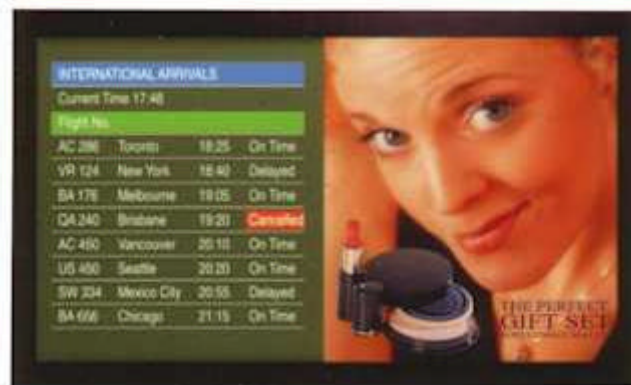 INTERNATIONAL ARRIVALS
Current Time 17:48
Flight No.
AC 286 Toronto 18:25 On Time
VR 124 New York 18:40 Delayed
BA 176 Melbourne 19:05 On Time
QA 240 Brisbane 19:20 Cancelled
AC 450 Vancouver 20:10 On Time
US 450 Seattle 20:20 On Time
SW 334 Mexico City 20:55 Delayed
BA 656 Chicago 21:15 On Time
THE PERFECT
GIFT SET